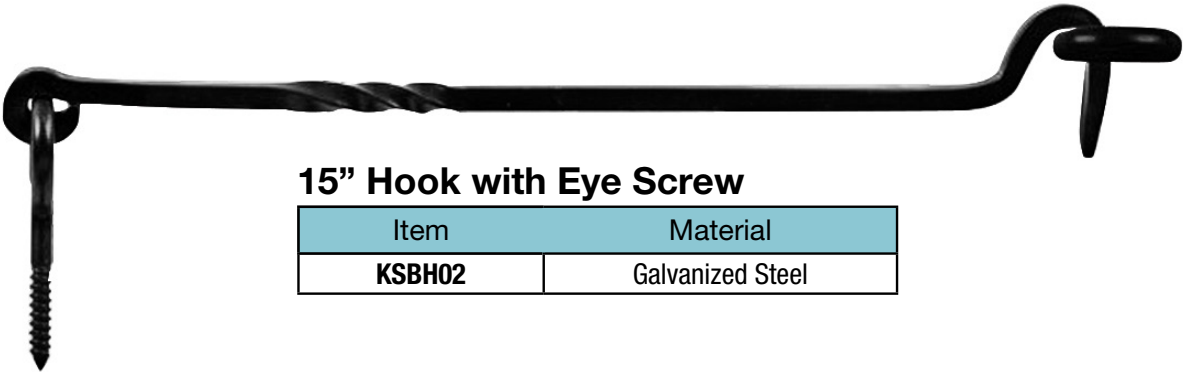 15” Hook with Eye Screw
Item Material
KSBH02 Galvanized Steel